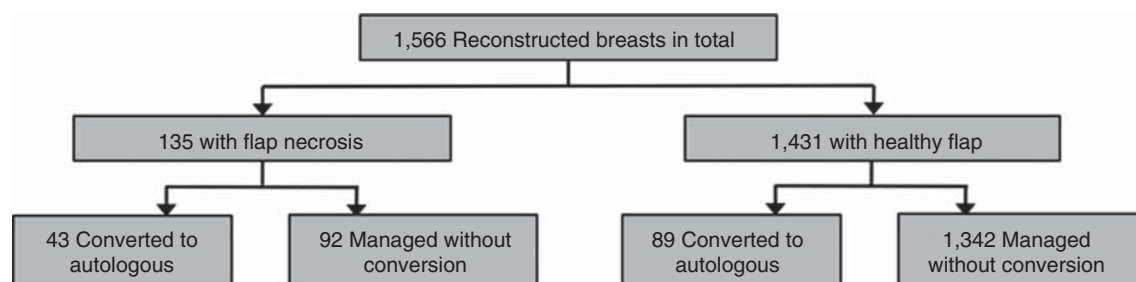 1,566 Reconstructed breasts in total
135 with flap necrosis
1,431 with healthy flap
43 Converted to
autologous
92 Managed without
conversion
89 Converted to
autologous
1,342 Managed
without conversion